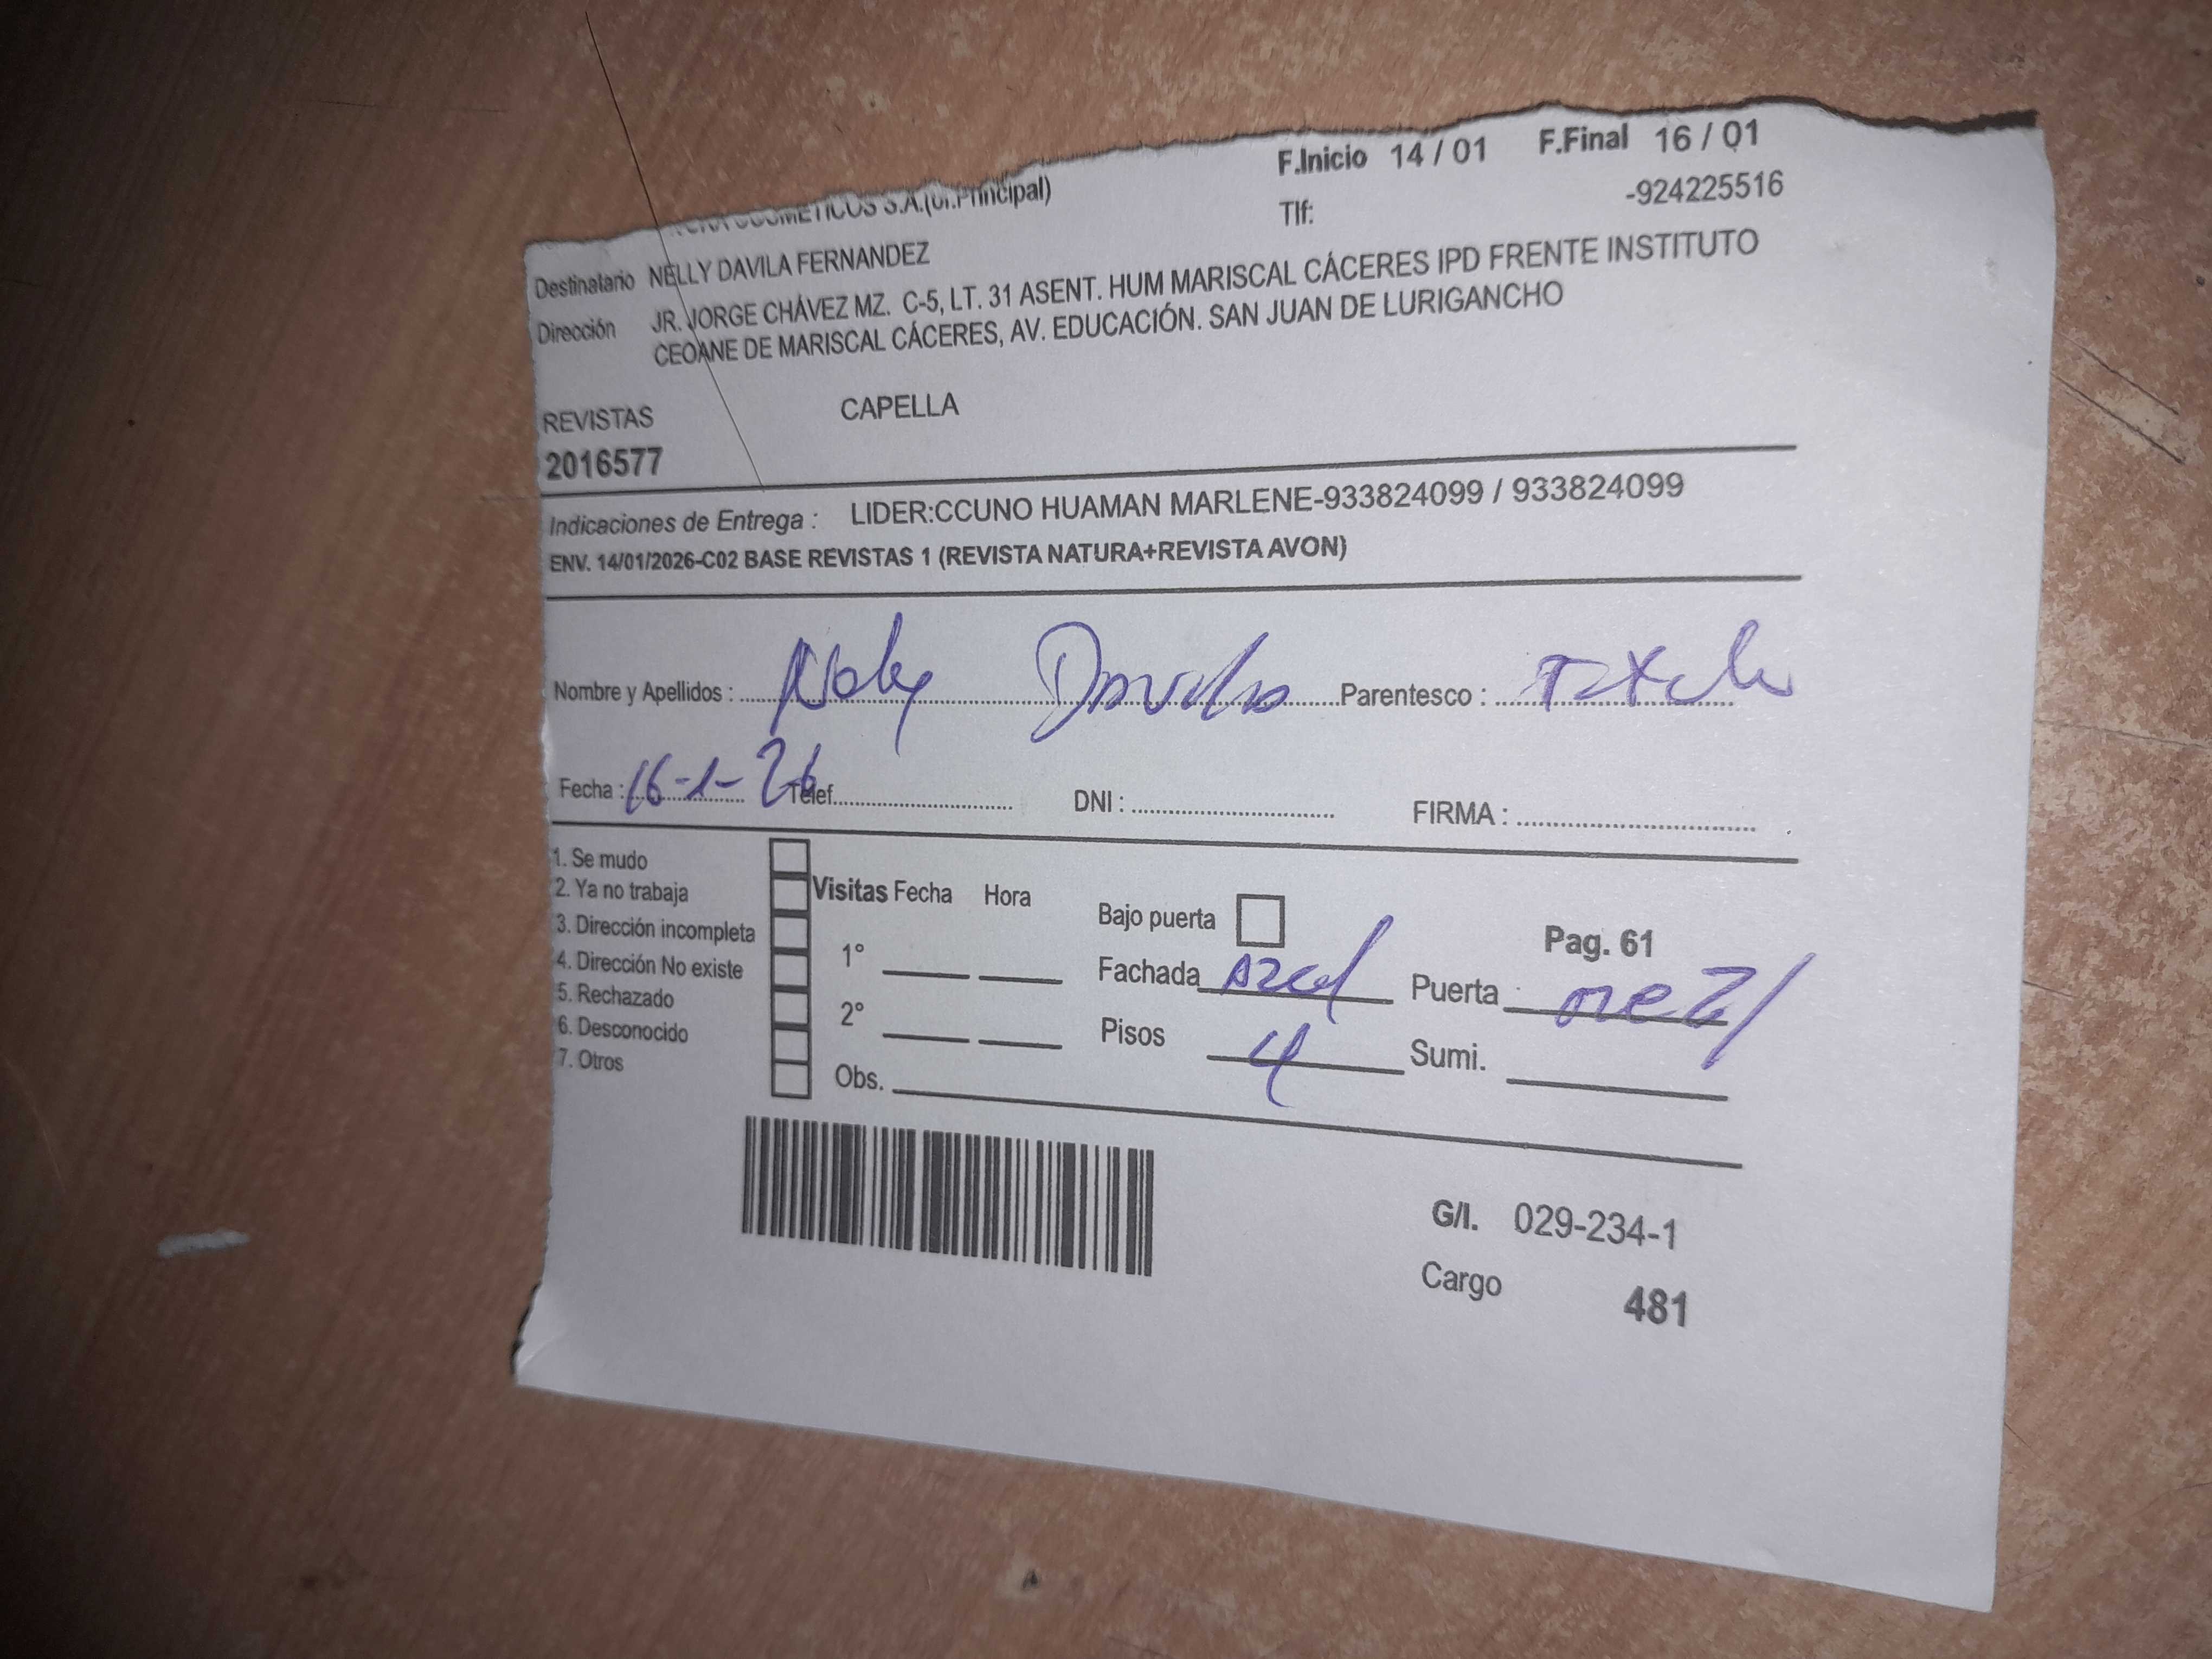 F.Inicio 14 / 01 F.Final 16 / 01
COSMETICOS S.A.(of.Principal) Tlf: -924225516
Destinatario NELLY DAVILA FERNANDEZ
Dirección JR. JORGE CHÁVEZ MZ. C-5, LT. 31 ASENT. HUM MARISCAL CÁCERES IPD FRENTE INSTITUTO
CEOANE DE MARISCAL CÁCERES, AV. EDUCACIÓN. SAN JUAN DE LURIGANCHO
REVISTAS CAPELLA
2016577
Indicaciones de Entrega : LIDER:CCUNO HUAMAN MARLENE-933824099 / 933824099
ENV. 14/01/2026-C02 BASE REVISTAS 1 (REVISTA NATURA+REVISTA AVON)
Nombre y Apellidos : Nely Davila Parentesco :
Fecha : 16-1-26 Telef. DNI : FIRMA :
1. Se mudo
2. Ya no trabaja Visitas Fecha Hora Bajo puerta
3. Dirección incompleta 1° Pag. 61
4. Dirección No existe Fachada Azul Puerta
5. Rechazado 2°
6. Desconocido Pisos 4 Sumi.
7. Otros Obs.
G/I. 029-234-1
Cargo 481